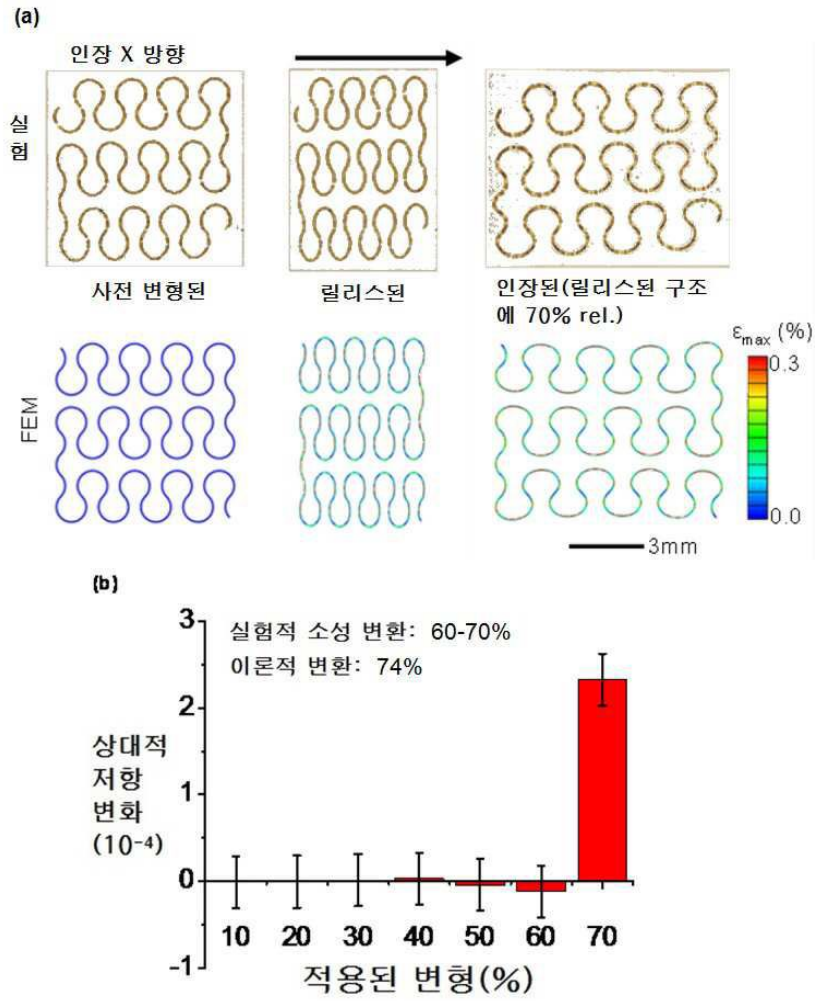 (a)
인장 X 방향
실험
사전 변형된
릴리스된
인장된(릴리스된 구조
에 70% rel.)
FEM
εmax (%)
0.3
0.0
3mm
(b)
실험적 소성 변환: 60-70%
이론적 변환: 74%
상대적
저항
변화
(10⁻⁴)
3
2
1
0
-1
10 20 30 40 50 60 70
적용된 변형(%)